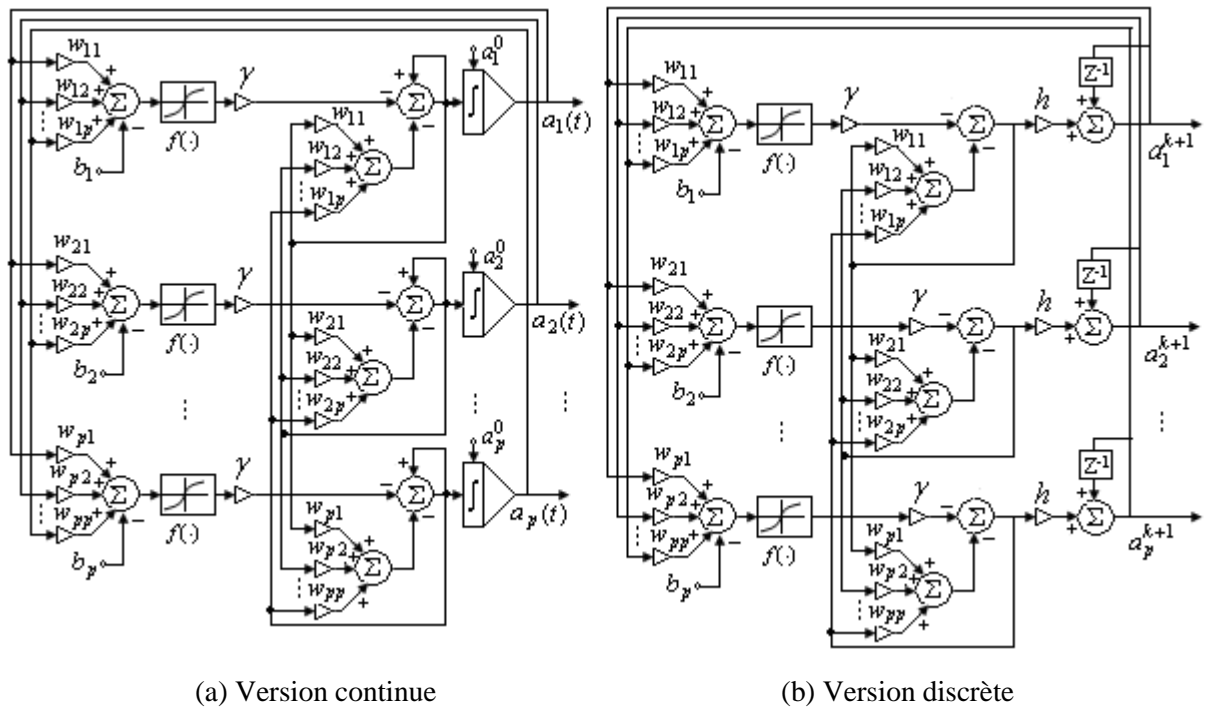 w11
w12
w1p
b1
Σ
f(·)
γ
w11
w12
w1p
Σ
Σ
∫
a1^0
a1(t)
w21
w22
w2p
b2
Σ
f(·)
γ
w21
w22
w2p
Σ
Σ
∫
a2^0
a2(t)
wp1
wp2
wpp
bp
Σ
f(·)
γ
wp1
wp2
wpp
Σ
Σ
∫
ap^0
ap(t)
(a) Version continue
w11
w12
w1p
b1
Σ
f(·)
γ
w11
w12
w1p
Σ
Σ
h
Σ
Z-1
a1^k+1
w21
w22
w2p
b2
Σ
f(·)
γ
w21
w22
w2p
Σ
Σ
h
Σ
Z-1
a2^k+1
wp1
wp2
wpp
bp
Σ
f(·)
γ
wp1
wp2
wpp
Σ
Σ
h
Σ
Z-1
ap^k+1
(b) Version discrète